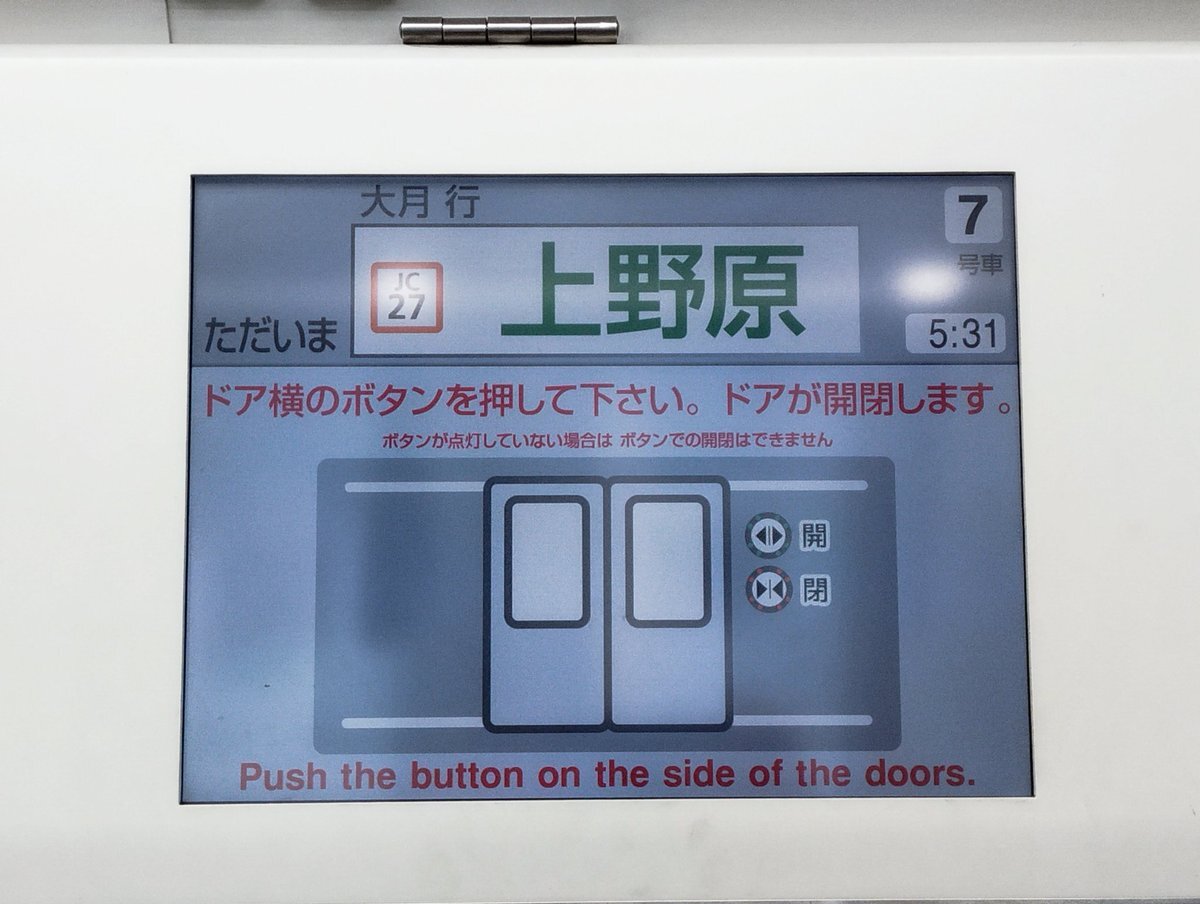 大月 行
7
号車
JC
27
上野原
ただいま
5:31
ドア横のボタンを押して下さい。ドアが開閉します。
ボタンが点灯していない場合は ボタンでの開閉はできません
開
閉
Push the button on the side of the doors.